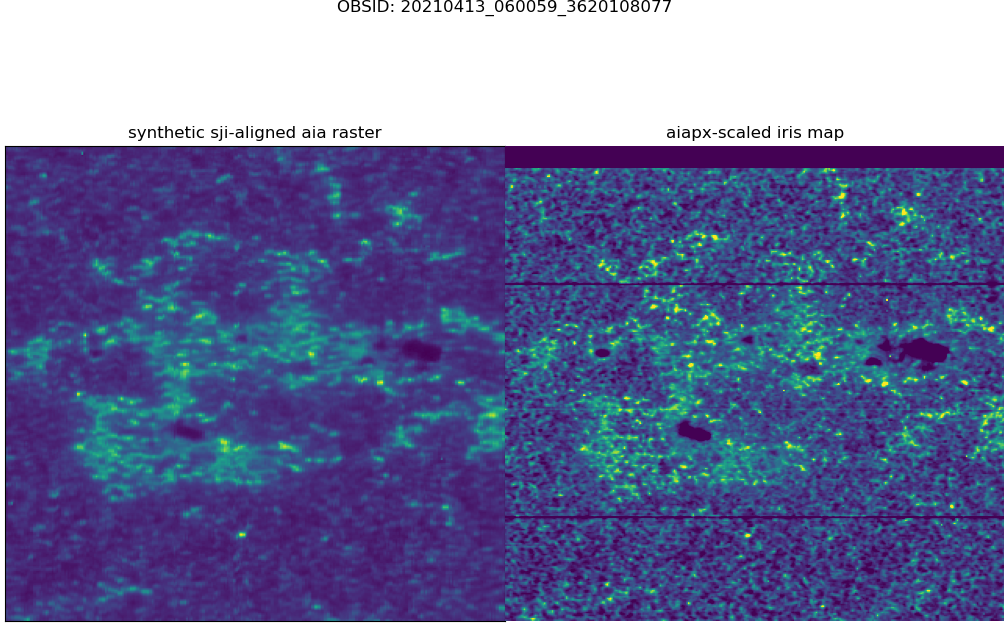 OBSID: 20210413_060059_3620108077
synthetic sji-aligned aia raster
aiapx-scaled iris map